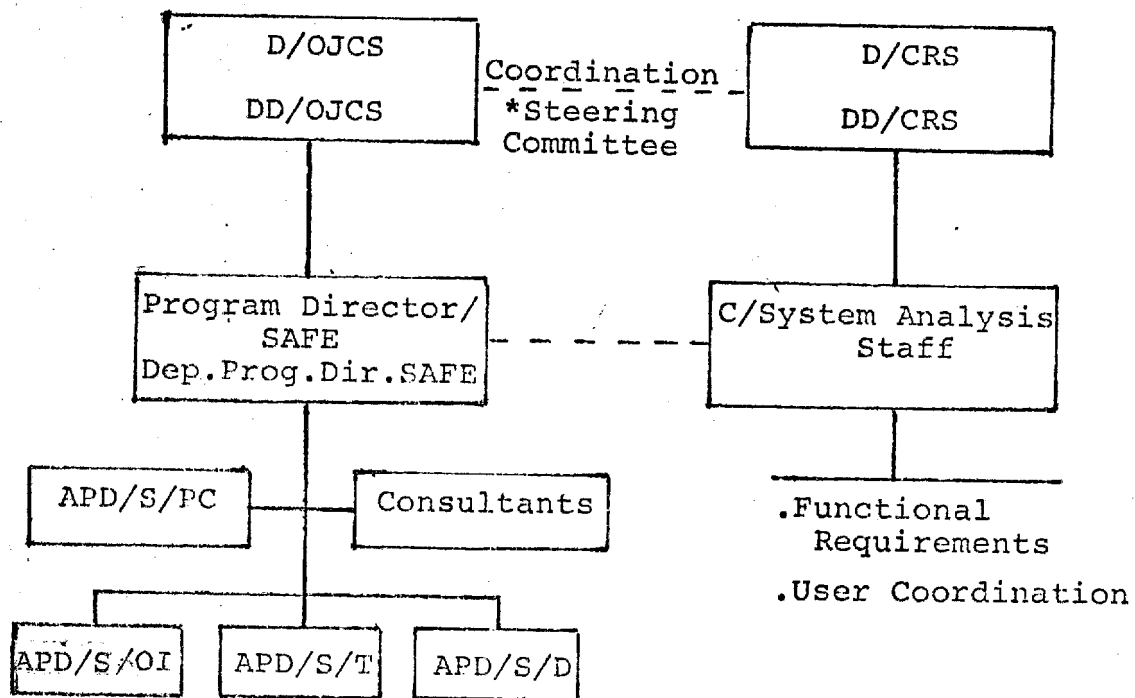 D/OJCS
DD/OJCS
Coordination
*Steering
Committee
D/CRS
DD/CRS
Program Director/
SAFE
Dep.Prog.Dir.SAFE
C/System Analysis
Staff
APD/S/PC
Consultants
.Functional
Requirements
.User Coordination
APD/S/OI
APD/S/T
APD/S/D